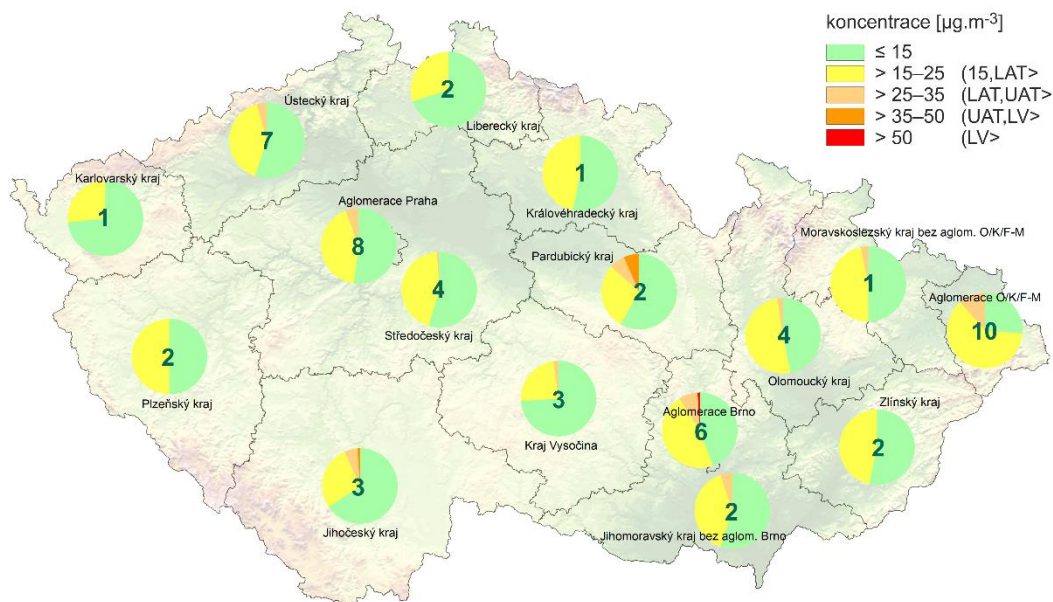 koncentrace [µg.m⁻³]
≤ 15
> 15–25 (15,LAT>
> 25–35 (LAT,UAT>
> 35–50 (UAT,LV>
> 50 (LV>
2
Liberecký kraj
Ústecký kraj
7
Karlovarský kraj
1
1
Královéhradecký kraj
Aglomerace Praha
8
Pardubický kraj
2
4
Středočeský kraj
Moravskoslezský kraj bez aglom. O/K/F-M
1
Aglomerace O/K/F-M
10
4
Olomoucký kraj
2
Plzeňský kraj
3
Kraj Vysočina
Aglomerace Brno
6
Zlínský kraj
2
3
Jihočeský kraj
2
Jihomoravský kraj bez aglom. Brno